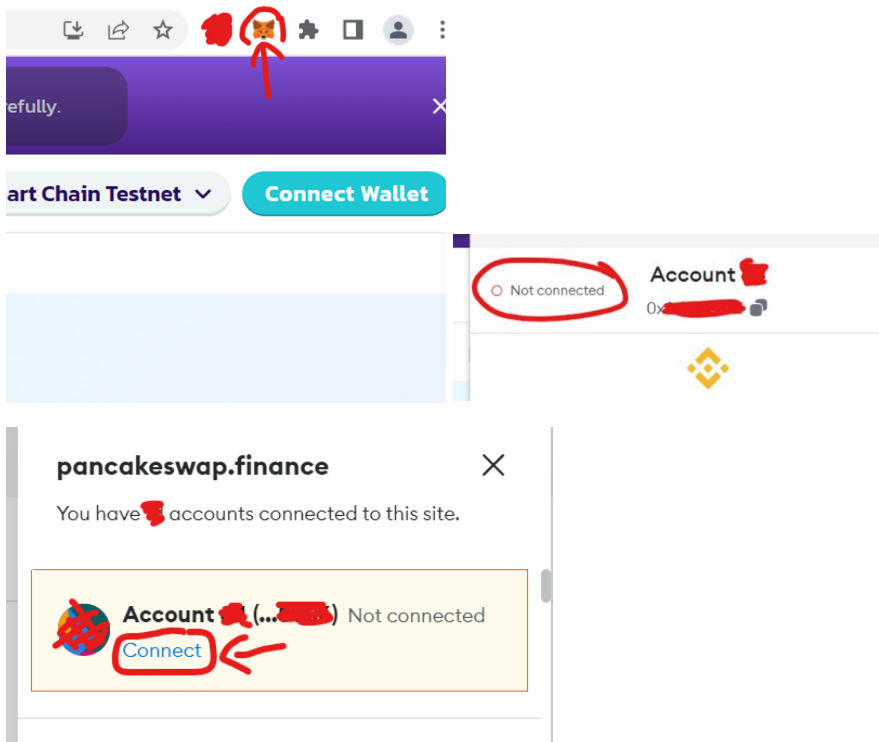 efully.
art Chain Testnet
Connect Wallet
Not connected
Account
0x
pancakeswap.finance
You have accounts connected to this site.
Account (... ) Not connected
Connect